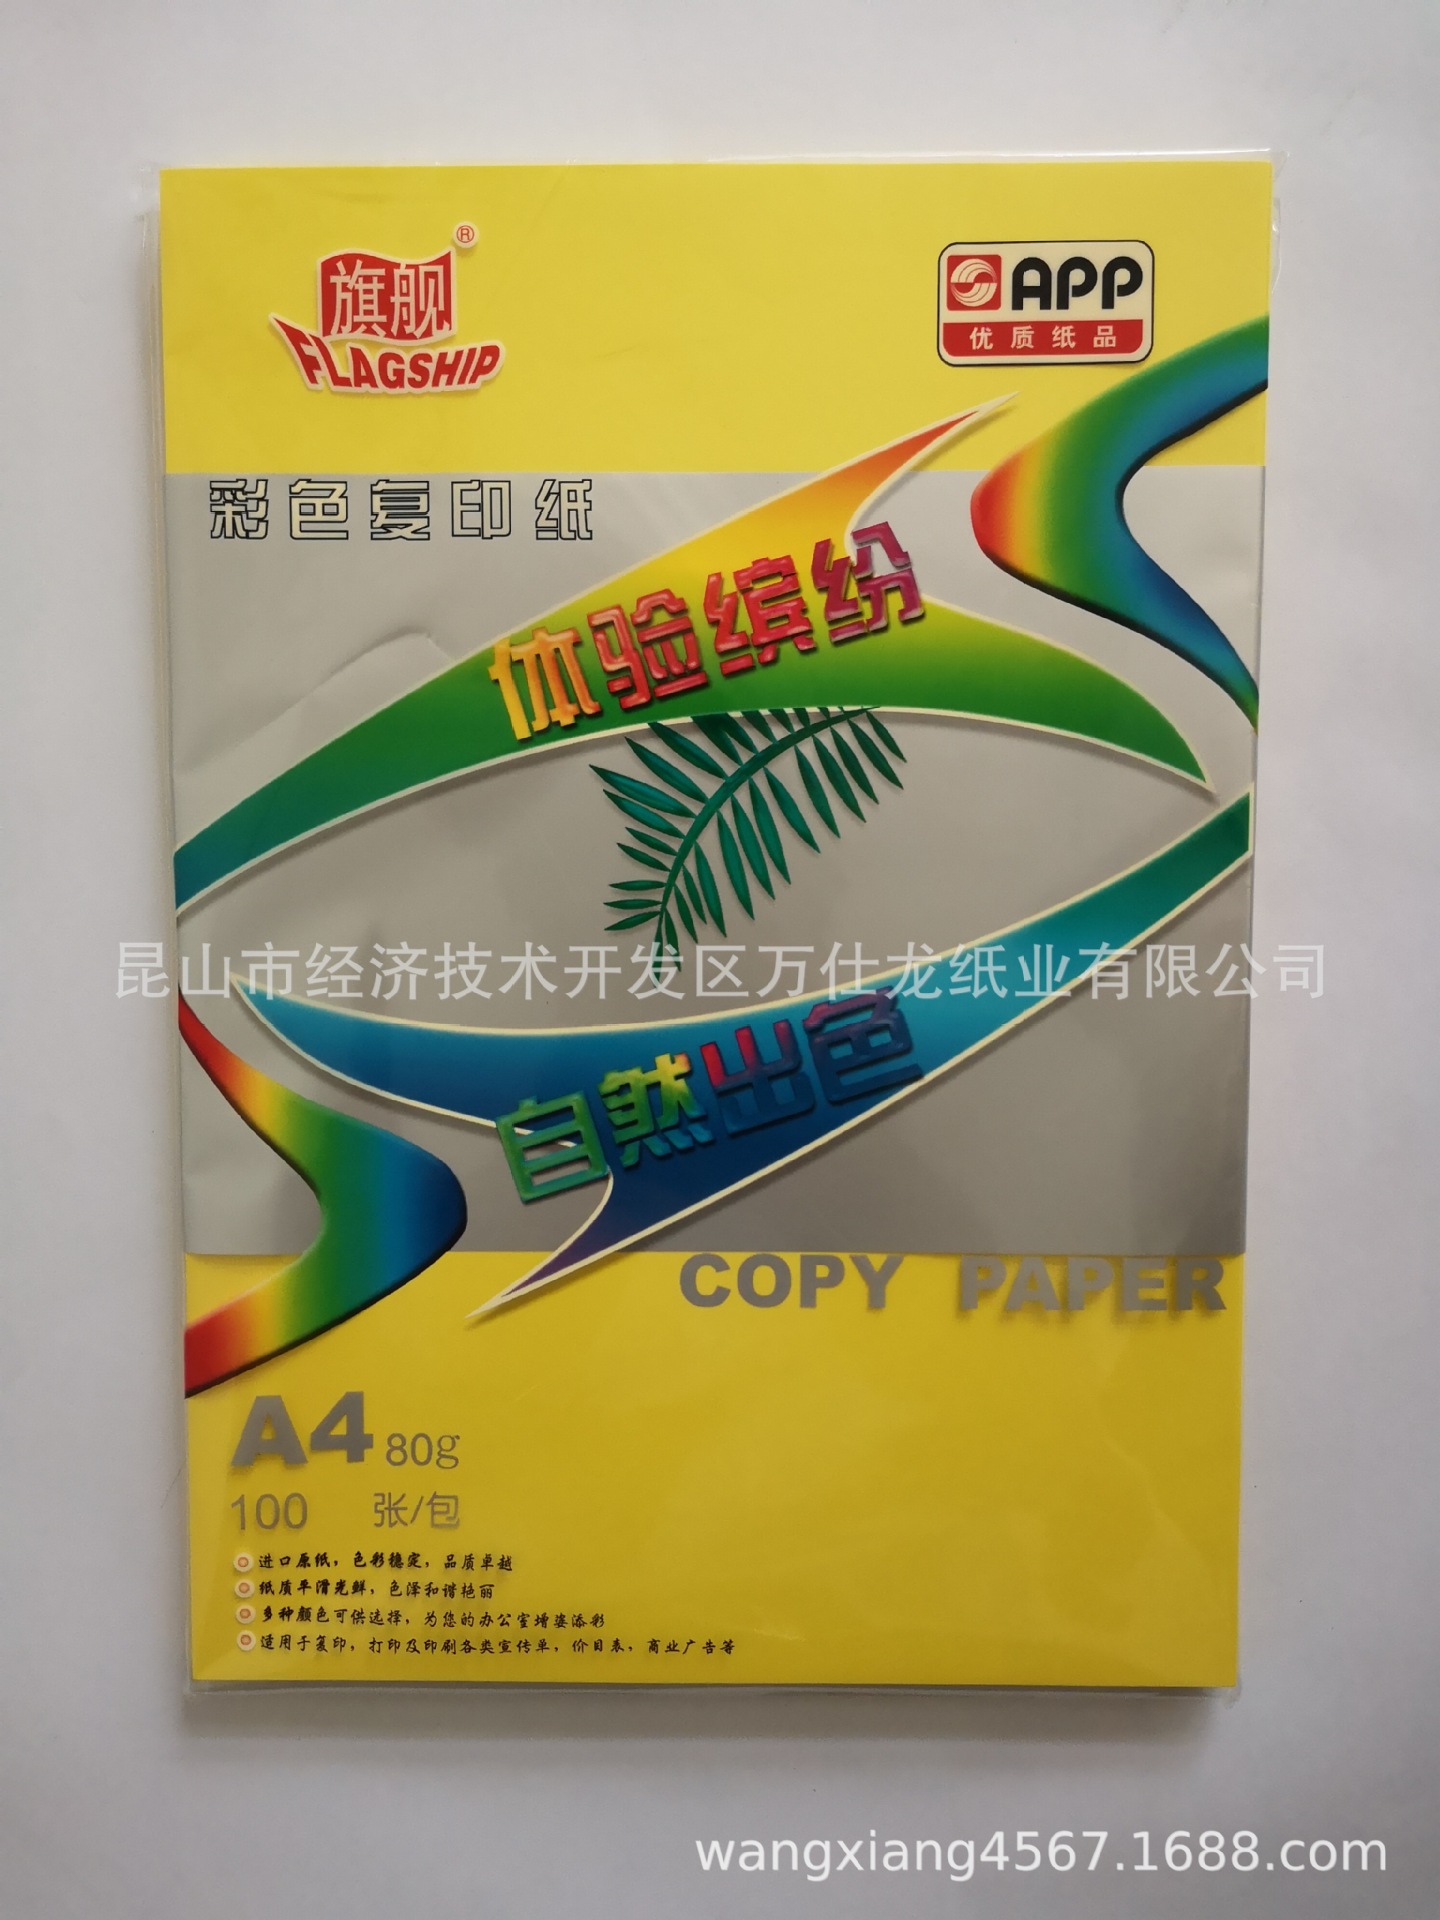 旗舰®
FLAGSHIP
APP
优质纸品
彩色复印纸
体验缤纷
昆山市经济技术开发区万仕龙纸业有限公司
自然出色
COPY PAPER
A4 80g
100 张/包
进口原纸，色彩稳定，品质卓越
纸质平滑光鲜，色泽和谐艳丽
多种颜色可供选择，为您的办公室增姿添彩
适用于复印，打印及印刷各类宣传单，价目表，商业广告等
wangxiang4567.1688.com